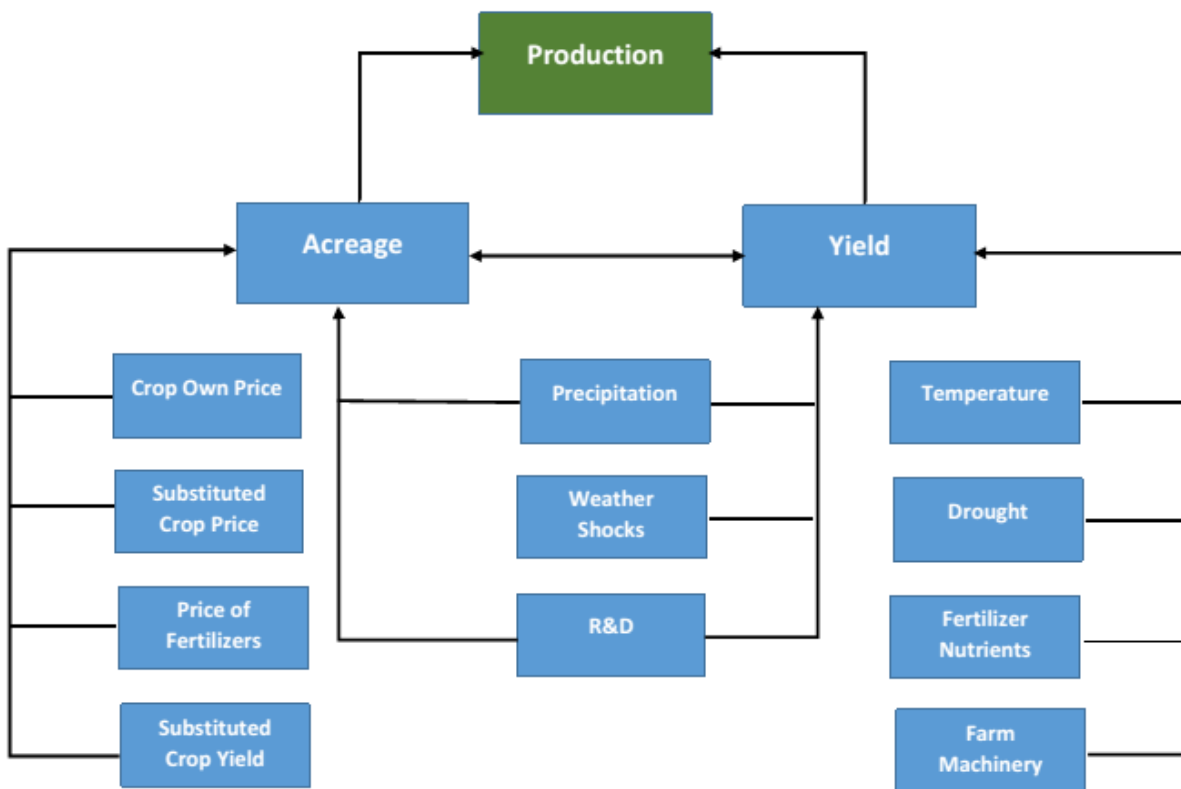 Production
Acreage
Yield
Crop Own Price
Precipitation
Temperature
Substituted
Crop Price
Weather
Shocks
Drought
Price of
Fertilizers
R&D
Fertilizer
Nutrients
Substituted
Crop Yield
Farm
Machinery